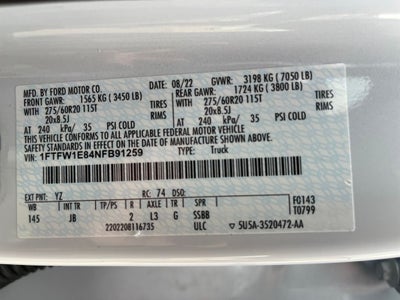 MFD. BY FORD MOTOR CO. DATE: 08/22 GVWR: 3198 KG (7050 LB)
FRONT GAWR: 1565 KG (3450 LB) REAR GAWR: 1724 KG (3800 LB)
275/60R20 115T TIRES 275/60R20 115T TIRES
20x8.5J RIMS 20x8.5J RIMS
AT 240 kPa/ 35 PSI COLD AT 240 kPa/ 35 PSI COLD
THIS VEHICLE CONFORMS TO ALL APPLICABLE FEDERAL MOTOR VEHICLE
SAFETY STANDARDS IN EFFECT ON THE DATE OF MANUFACTURE SHOWN ABOVE.
VIN: 1FTFW1E84NFB91259 TYPE: Truck
EXT PNT: YZ RC: 74 DSO:
WB INT TR TP/PS R AXLE TR SPR F0143
145 JB 2 L3 G SSBB T0799
2202208116735 ULC 5U5A-3520472-AA